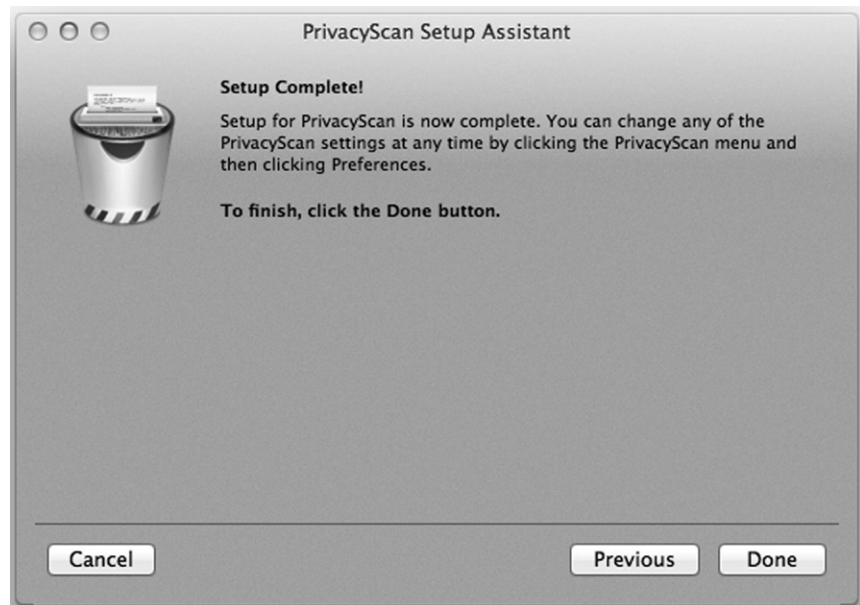 PrivacyScan Setup Assistant
Setup Complete!
Setup for PrivacyScan is now complete. You can change any of the
PrivacyScan settings at any time by clicking the PrivacyScan menu and
then clicking Preferences.
To finish, click the Done button.
Cancel
Previous
Done